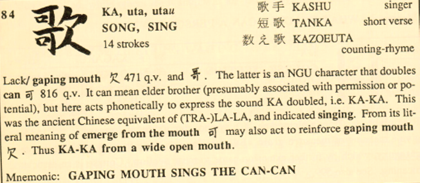 84 歌 KA, uta, utau
SONG, SING
14 strokes
歌手 KASHU singer
短歌 TANKA short verse
数え歌 KAZOEUTA
counting-rhyme
Lack/ gaping mouth 欠 471 q.v. and 哥. The latter is an NGU character that doubles
can 可 816 q.v. It can mean elder brother (presumably associated with permission or po-
tential), but here acts phonetically to express the sound KA doubled, i.e. KA-KA. This
was the ancient Chinese equivalent of (TRA-)LA-LA, and indicated singing. From its lit-
eral meaning of emerge from the mouth 可 may also act to reinforce gaping mouth
欠. Thus KA-KA from a wide open mouth.
Mnemonic: GAPING MOUTH SINGS THE CAN-CAN